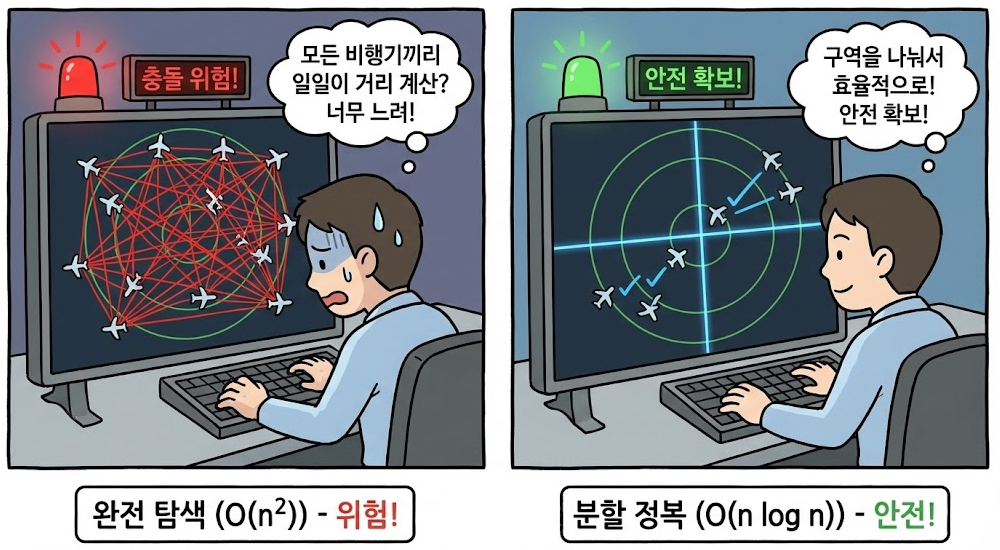 충돌 위험!
모든 비행기끼리
일일이 거리 계산?
너무 느려!
안전 확보!
구역을 나눠서
효율적으로!
안전 확보!
완전 탐색 (O(n²)) - 위험!
분할 정복 (O(n log n)) - 안전!